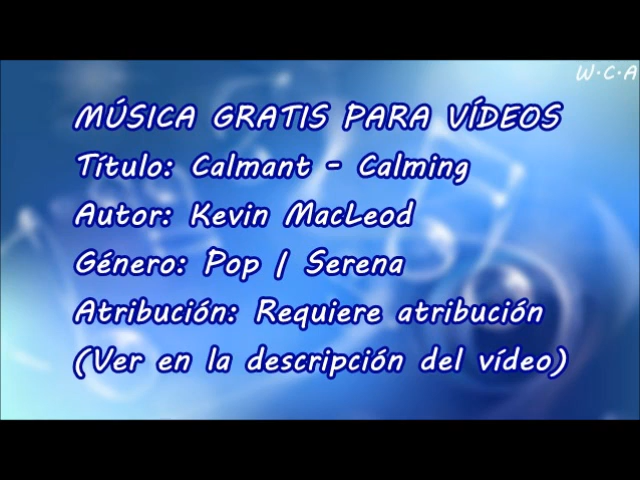 W.C.A
MÚSICA GRATIS PARA VÍDEOS
Título: Calmant - Calming
Autor: Kevin MacLeod
Género: Pop / Serena
Atribución: Requiere atribución
(Ver en la descripción del vídeo)